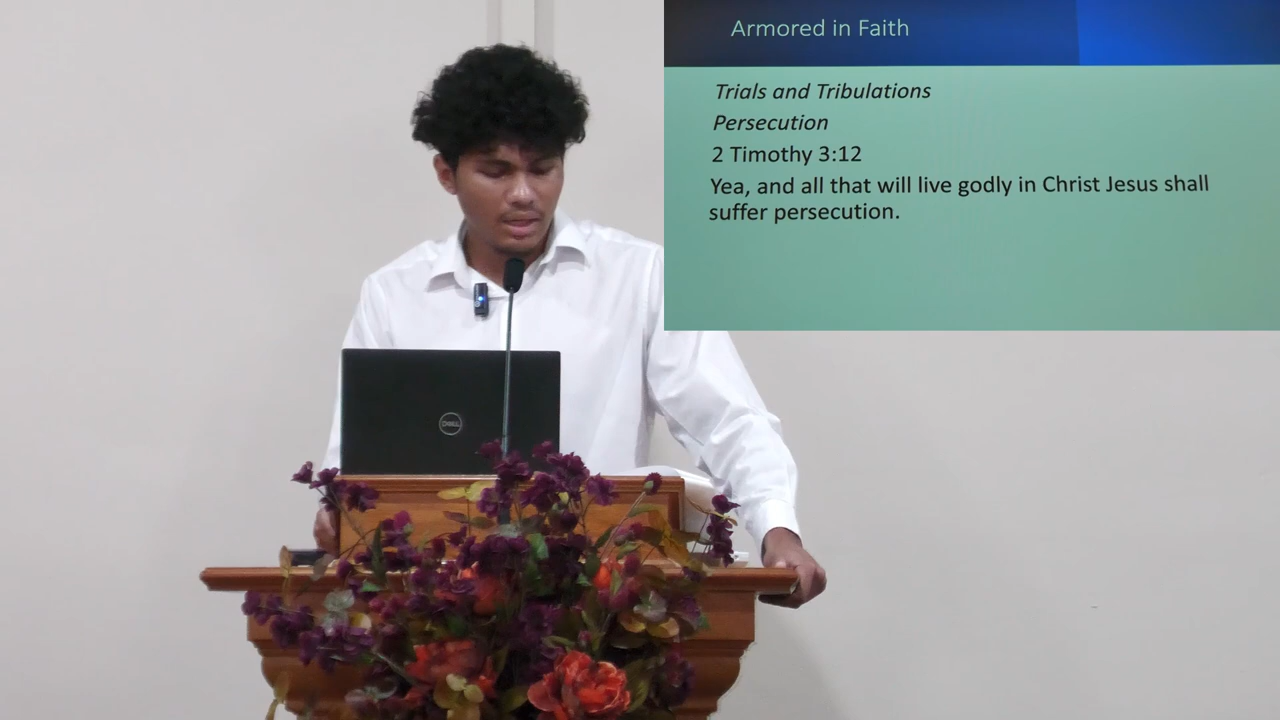 Armored in Faith
Trials and Tribulations
Persecution
2 Timothy 3:12
Yea, and all that will live godly in Christ Jesus shall
suffer persecution.
DELL